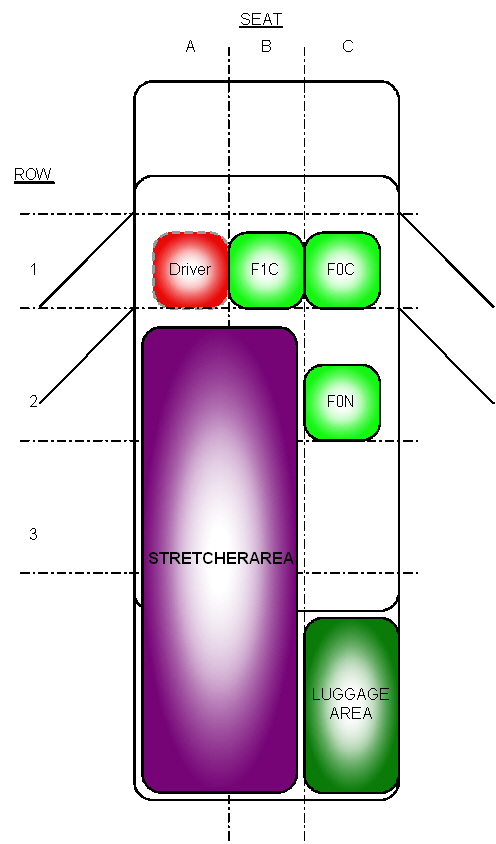 SEAT
A B C
ROW
1 Driver F1C F0C
2 F0N
3
STRETCHERAREA
LUGGAGE
AREA